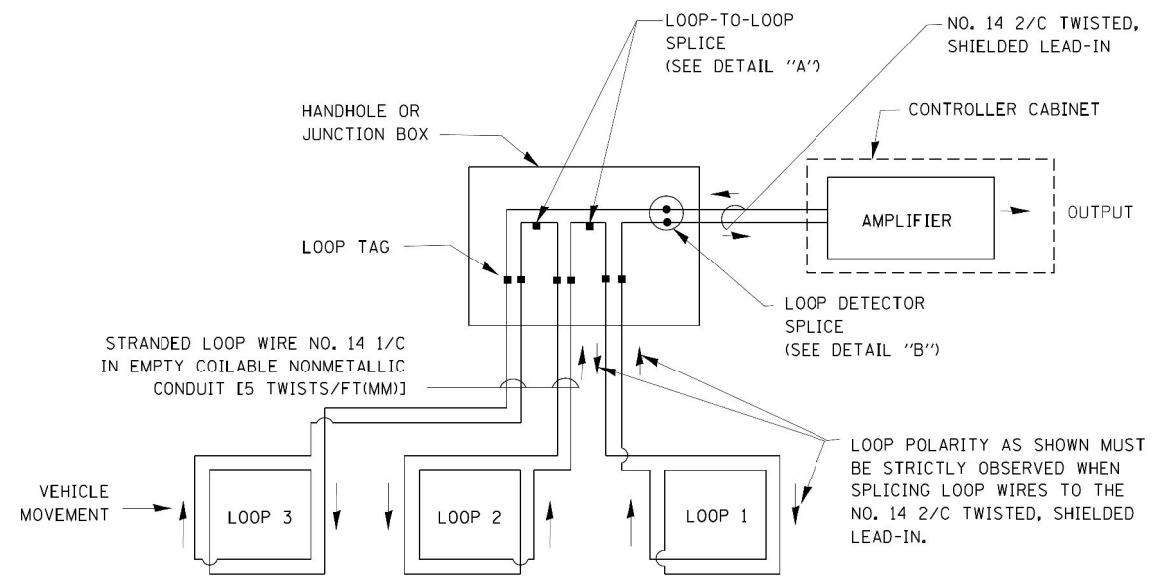 LOOP-TO-LOOP
SPLICE
(SEE DETAIL "A")
NO. 14 2/C TWISTED,
SHIELDED LEAD-IN
HANDHOLE OR
JUNCTION BOX
CONTROLLER CABINET
AMPLIFIER
OUTPUT
LOOP TAG
LOOP DETECTOR
SPLICE
(SEE DETAIL "B")
STRANDED LOOP WIRE NO. 14 1/C
IN EMPTY COILABLE NONMETALLIC
CONDUIT [5 TWISTS/FT(MM)]
LOOP POLARITY AS SHOWN MUST
BE STRICTLY OBSERVED WHEN
SPLICING LOOP WIRES TO THE
NO. 14 2/C TWISTED, SHIELDED
LEAD-IN.
VEHICLE
MOVEMENT
LOOP 3
LOOP 2
LOOP 1